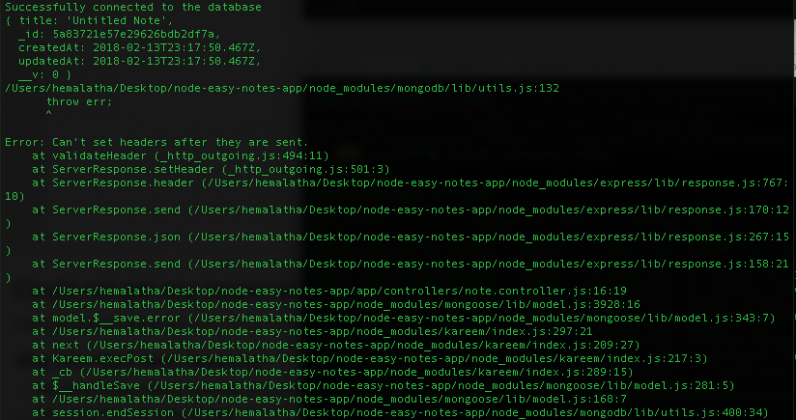 Successfully connected to the database
{ title: 'Untitled Note',
_id: 5a83721e57e29626bdb2df7a,
createdAt: 2018-02-13T23:17:50.467Z,
updatedAt: 2018-02-13T23:17:50.467Z,
__v: 0 }
/Users/hemalatha/Desktop/node-easy-notes-app/node_modules/mongodb/lib/utils.js:132
throw err;
^
Error: Can't set headers after they are sent.
at validateHeader (_http_outgoing.js:494:11)
at ServerResponse.setHeader (_http_outgoing.js:501:3)
at ServerResponse.header (/Users/hemalatha/Desktop/node-easy-notes-app/node_modules/express/lib/response.js:767:
10)
at ServerResponse.send (/Users/hemalatha/Desktop/node-easy-notes-app/node_modules/express/lib/response.js:170:12
)
at ServerResponse.json (/Users/hemalatha/Desktop/node-easy-notes-app/node_modules/express/lib/response.js:267:15
)
at ServerResponse.send (/Users/hemalatha/Desktop/node-easy-notes-app/node_modules/express/lib/response.js:158:21
)
at /Users/hemalatha/Desktop/node-easy-notes-app/app/controllers/note.controller.js:16:19
at /Users/hemalatha/Desktop/node-easy-notes-app/node_modules/mongoose/lib/model.js:3928:16
at model.$__save.error (/Users/hemalatha/Desktop/node-easy-notes-app/node_modules/mongoose/lib/model.js:343:7)
at /Users/hemalatha/Desktop/node-easy-notes-app/node_modules/kareem/index.js:297:21
at next (/Users/hemalatha/Desktop/node-easy-notes-app/node_modules/kareem/index.js:209:27)
at Kareem.execPost (/Users/hemalatha/Desktop/node-easy-notes-app/node_modules/kareem/index.js:217:3)
at _cb (/Users/hemalatha/Desktop/node-easy-notes-app/node_modules/kareem/index.js:289:15)
at $__handleSave (/Users/hemalatha/Desktop/node-easy-notes-app/node_modules/mongoose/lib/model.js:281:5)
at /Users/hemalatha/Desktop/node-easy-notes-app/node_modules/mongoose/lib/model.js:168:7
at session.endSession (/Users/hemalatha/Desktop/node-easy-notes-app/node_modules/mongodb/lib/utils.js:400:34)